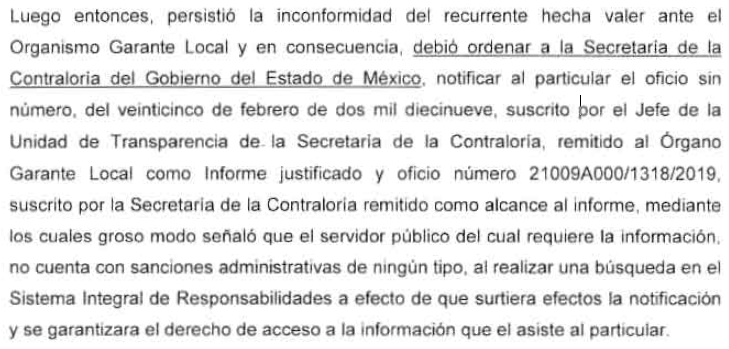 Luego entonces, persistió la inconformidad del recurrente hecha valer ante el
Organismo Garante Local y en consecuencia, debió ordenar a la Secretaria de la
Contraloría del Gobierno del Estado de México, notificar al particular el oficio sin
número, del veinticinco de febrero de dos mil diecinueve, suscrito por el Jefe de la
Unidad de Transparencia de la Secretaria de la Contraloría, remitido al Órgano
Garante Local como Informe justificado y oficio número 21009A000/1318/2019,
suscrito por la Secretaria de la Contraloría remitido como alcance al informe, mediante
los cuales groso modo señaló que el servidor público del cual requiere la información,
no cuenta con sanciones administrativas de ningún tipo, al realizar una búsqueda en el
Sistema Integral de Responsabilidades a efecto de que surtiera efectos la notificación
y se garantizara el derecho de acceso a la información que el asiste al particular.